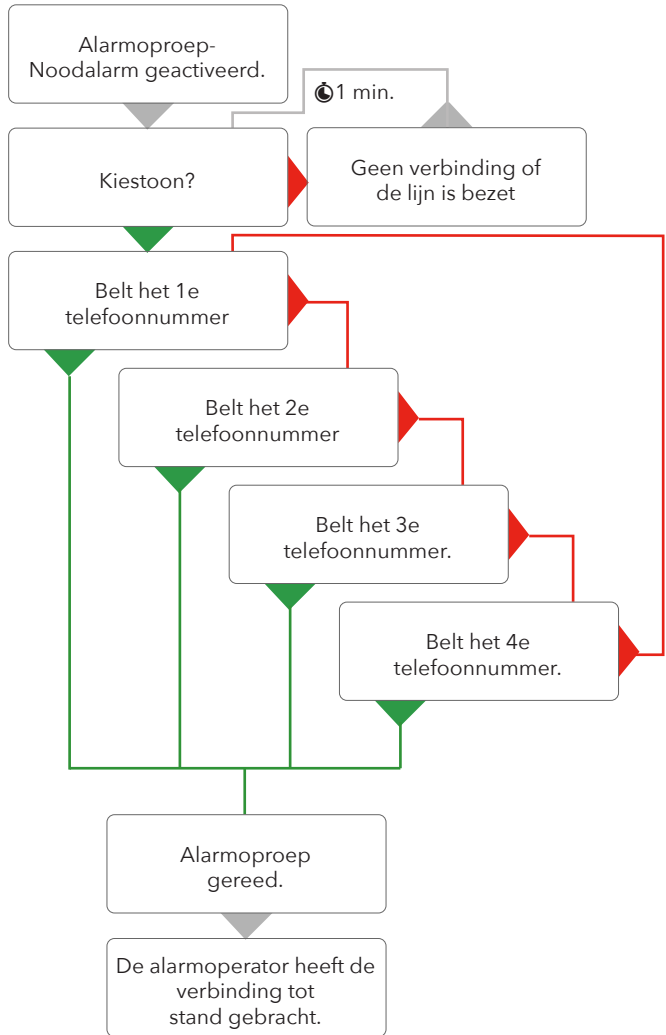 Alarmoproep-
Noodalarm geactiveerd.
1 min.
Kiestoon?
Geen verbinding of
de lijn is bezet
Belt het 1e
telefoonnummer
Belt het 2e
telefoonnummer
Belt het 3e
telefoonnummer.
Belt het 4e
telefoonnummer.
Alarmoproep
gereed.
De alarmoperator heeft de
verbinding tot
stand gebracht.